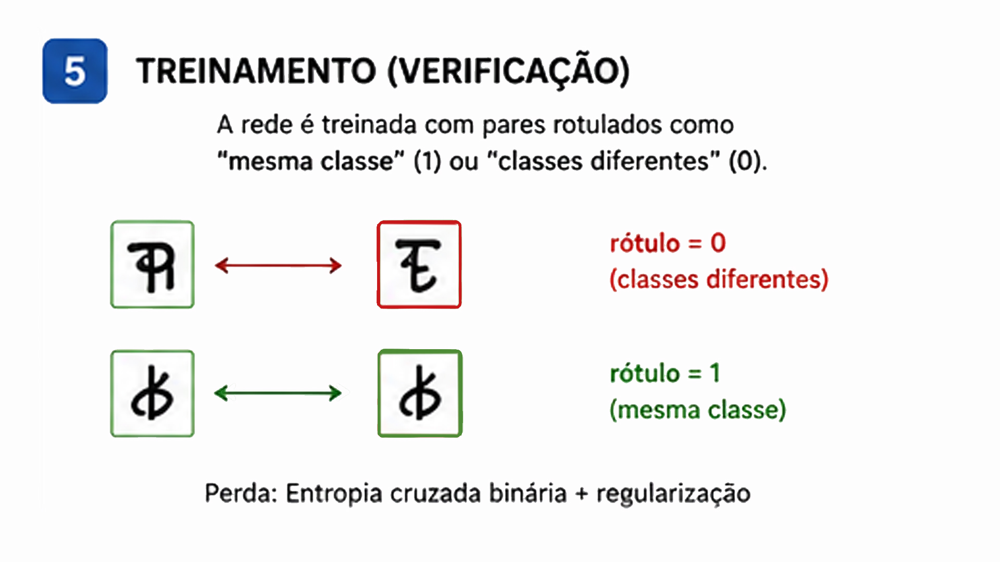 5
TREINAMENTO (VERIFICAÇÃO)
A rede é treinada com pares rotulados como
"mesma classe" (1) ou "classes diferentes" (0).
rótulo = 0
(classes diferentes)
rótulo = 1
(mesma classe)
Perda: Entropia cruzada binária + regularização